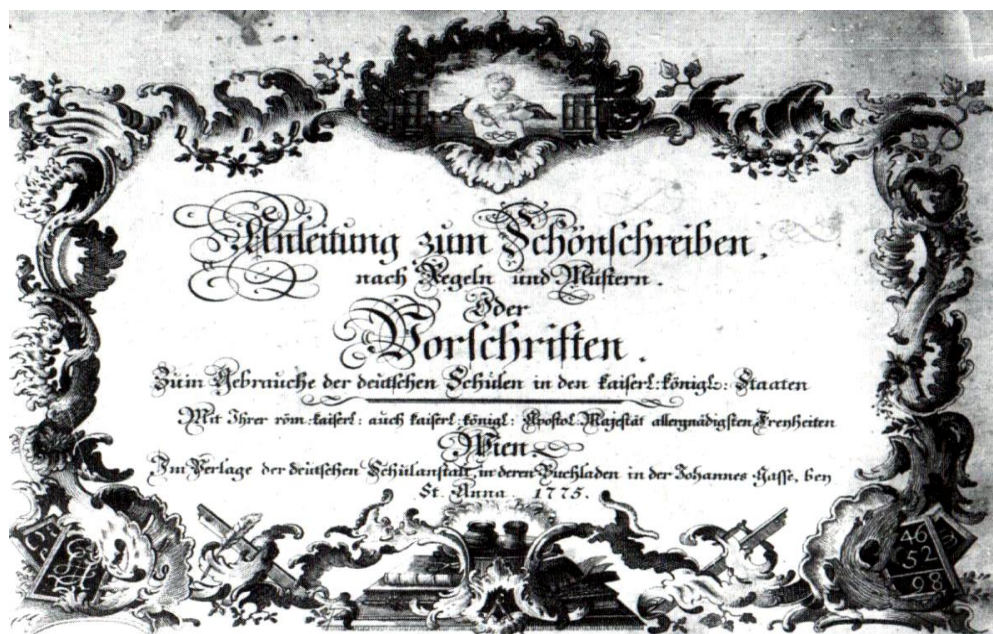 Anleitung zum Schönschreiben.
nach Regeln und Mustern.
Oder
Vorschriften.
Zum Gebrauche der deutschen Schulen in den kaiserl: königl: Staaten
Mit Ihrer röm: kaiserl: auch kaiserl: königl: Apostol: Majestät allergnädigsten Freyheiten
Wien
Im Verlage der deutschen Schulanstalt, in deren Buchladen in der Johannes-Gasse, bey
St. Anna. 1775.
46
52
98